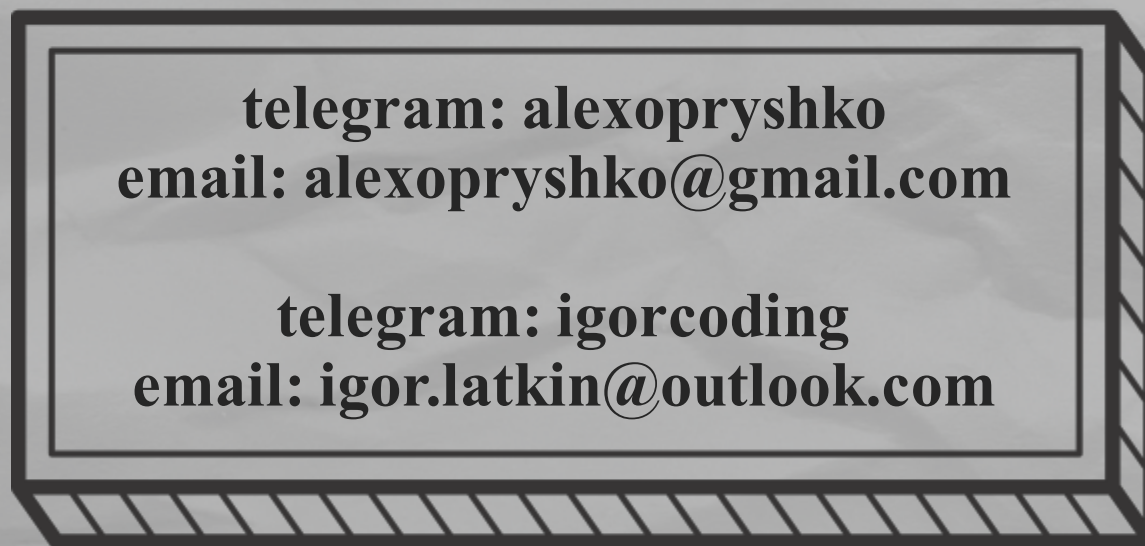 telegram: alexopryshko
email: alexopryshko@gmail.com
telegram: igorcoding
email: igor.latkin@outlook.com